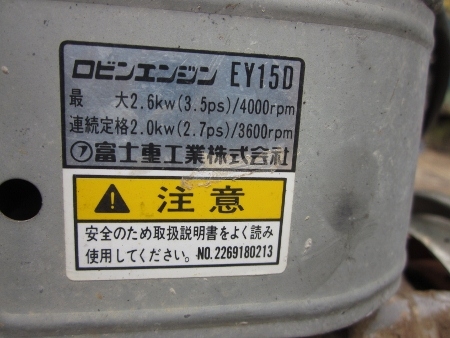 ロビンエンジン EY15D
最 大2.6kw(3.5ps)/4000rpm
連続定格2.0kw(2.7ps)/3600rpm
㋐富士重工業株式会社
注意
安全のため取扱説明書をよく読み
使用してください。NO.2269180213